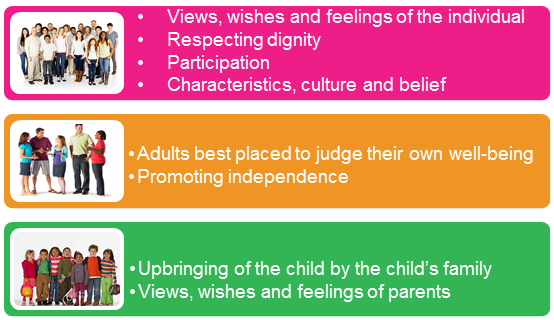 • Views, wishes and feelings of the individual
• Respecting dignity
• Participation
• Characteristics, culture and belief
• Adults best placed to judge their own well-being
• Promoting independence
• Upbringing of the child by the child's family
• Views, wishes and feelings of parents